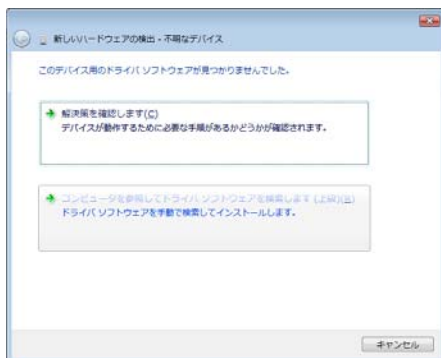 新しいハードウェアの検出 - 不明なデバイス
このデバイス用のドライバ ソフトウェアが見つかりませんでした。
解決策を確認します(C)
デバイスが動作するために必要な手順があるかどうかが確認されます。
コンピュータを参照してドライバ ソフトウェアを検索します (上級)(R)
ドライバ ソフトウェアを手動で検索してインストールします。
キャンセル